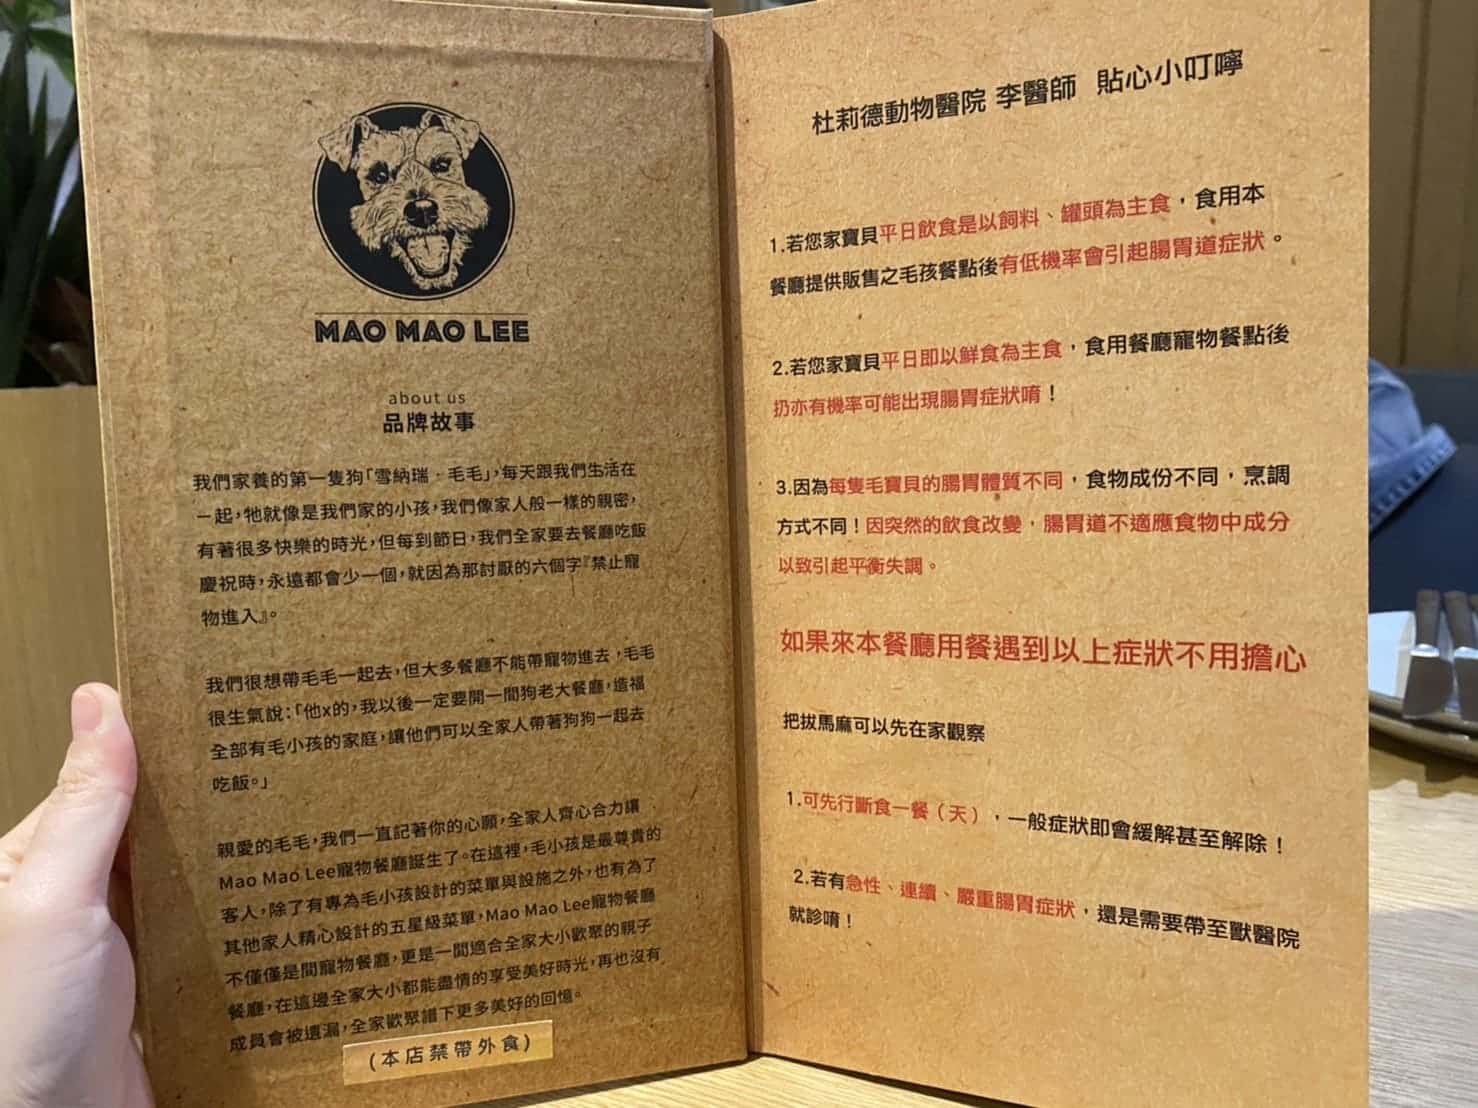 MAO MAO LEE
about us
品牌故事
我們家養的第一隻狗「雪納瑞‧毛毛」,每天跟我們生活在
一起,牠就像是我們家的小孩,我們像家人般一樣的親密,
有著很多快樂的時光,但每到節日,我們全家要去餐廳吃飯
慶祝時,永遠都會少一個,就因為那討厭的六個字『禁止寵
物進入』。
我們很想帶毛毛一起去,但大多餐廳不能帶寵物進去,毛毛
很生氣說:「他x的,我以後一定要開一間狗老大餐廳,造福
全部有毛小孩的家庭,讓他們可以全家人帶著狗狗一起去
吃飯。」
親愛的毛毛,我們一直記著你的心願,全家人齊心合力讓
Mao Mao Lee寵物餐廳誕生了。在這裡,毛小孩是最尊貴的
客人,除了有專為毛小孩設計的菜單與設施之外,也有為了
其他家人精心設計的五星級菜單,Mao Mao Lee寵物餐廳
不僅僅是間寵物餐廳,更是一間適合全家大小歡聚的親子
餐廳,在這邊全家大小都能盡情的享受美好時光,再也沒有
成員會被遺漏,全家歡聚譜下更多美好的回憶。
(本店禁帶外食)
杜莉德動物醫院 李醫師 貼心小叮嚀
1.若您家寶貝平日飲食是以飼料、罐頭為主食,食用本
餐廳提供販售之毛孩餐點後有低機率會引起腸胃道症狀。
2.若您家寶貝平日即以鮮食為主食,食用餐廳寵物餐點後
扔亦有機率可能出現腸胃症狀唷!
3.因為每隻毛寶貝的腸胃體質不同,食物成份不同,烹調
方式不同!因突然的飲食改變,腸胃道不適應食物中成分
以致引起平衡失調。
如果來本餐廳用餐遇到以上症狀不用擔心
把拔馬麻可以先在家觀察
1.可先行斷食一餐(天),一般症狀即會緩解甚至解除!
2.若有急性、連續、嚴重腸胃症狀,還是需要帶至獸醫院
就診唷!